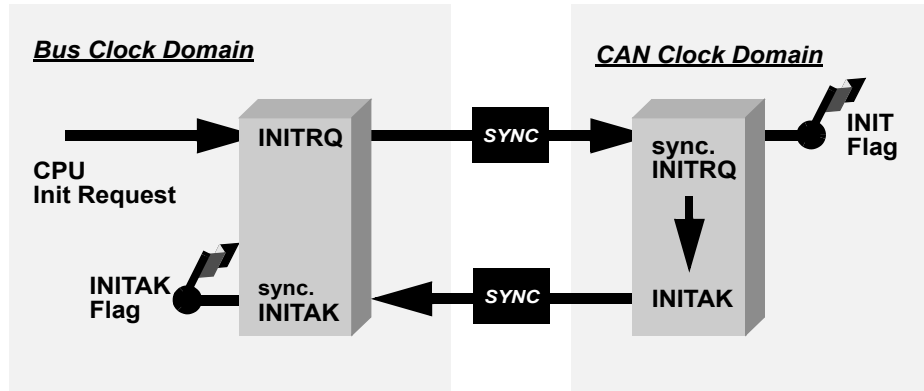 Bus Clock Domain
CAN Clock Domain
INITRQ
SYNC
sync.
INITRQ
INIT
Flag
CPU
Init Request
INITAK
Flag
sync.
INITAK
SYNC
INITAK